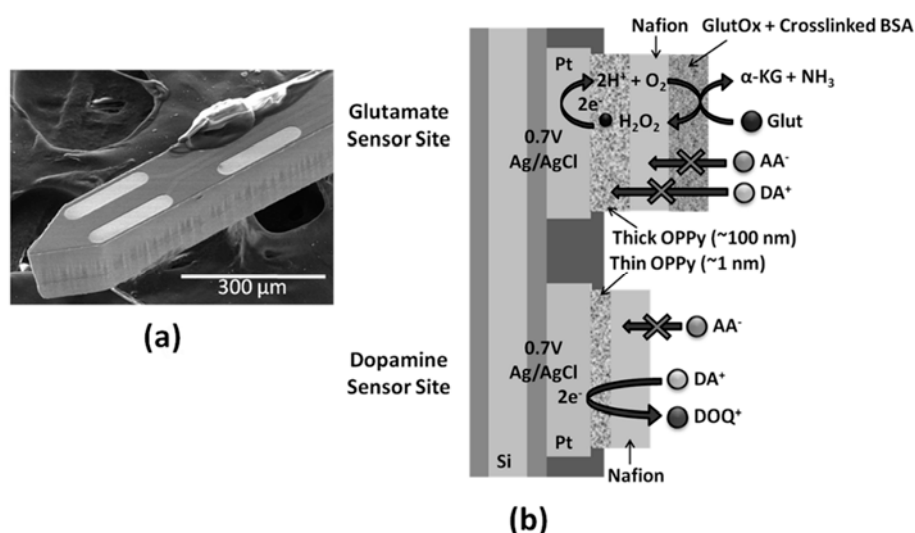 300 µm
(a)
Glutamate
Sensor Site
Dopamine
Sensor Site
Nafion
GlutOx + Crosslinked BSA
Pt
2H⁺ + O₂
α-KG + NH₃
2e⁻
H₂O₂
Glut
0.7V
Ag/AgCl
AA⁻
DA⁺
Thick OPPy (~100 nm)
Thin OPPy (~1 nm)
AA⁻
0.7V
Ag/AgCl
DA⁺
2e⁻
DOQ⁺
Pt
Si
Nafion
(b)